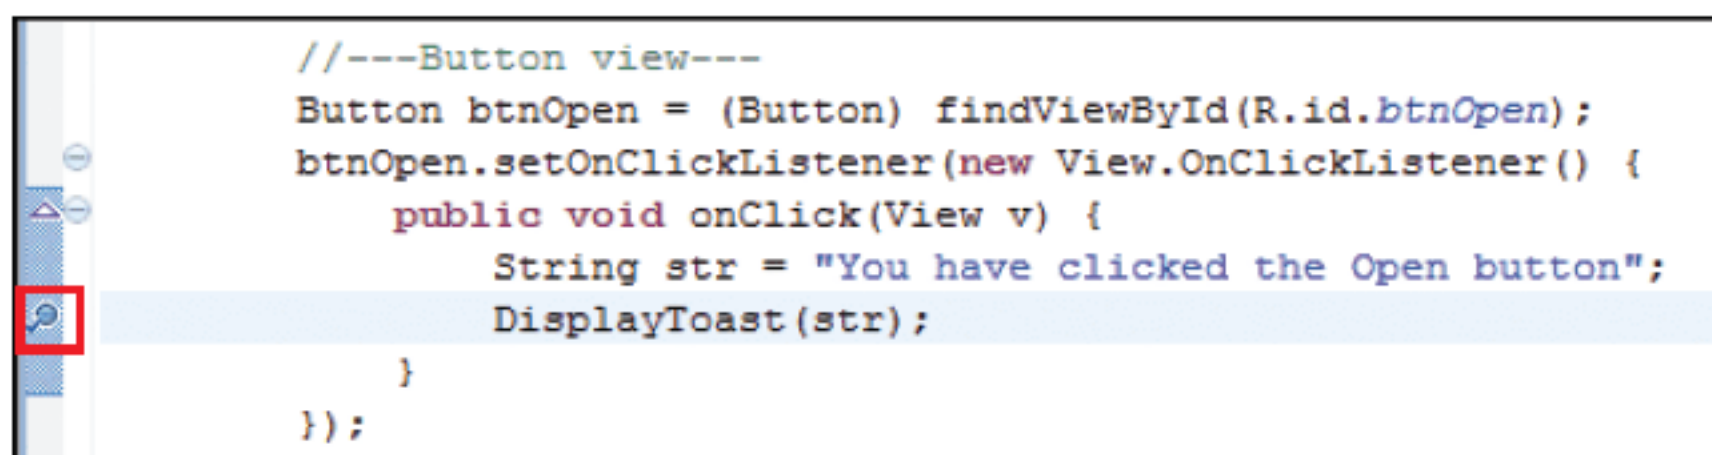 //---Button view---
Button btnOpen = (Button) findViewById(R.id.btnOpen);
btnOpen.setOnClickListener(new View.OnClickListener() {
public void onClick(View v) {
String str = "You have clicked the Open button";
DisplayToast(str);
}
});